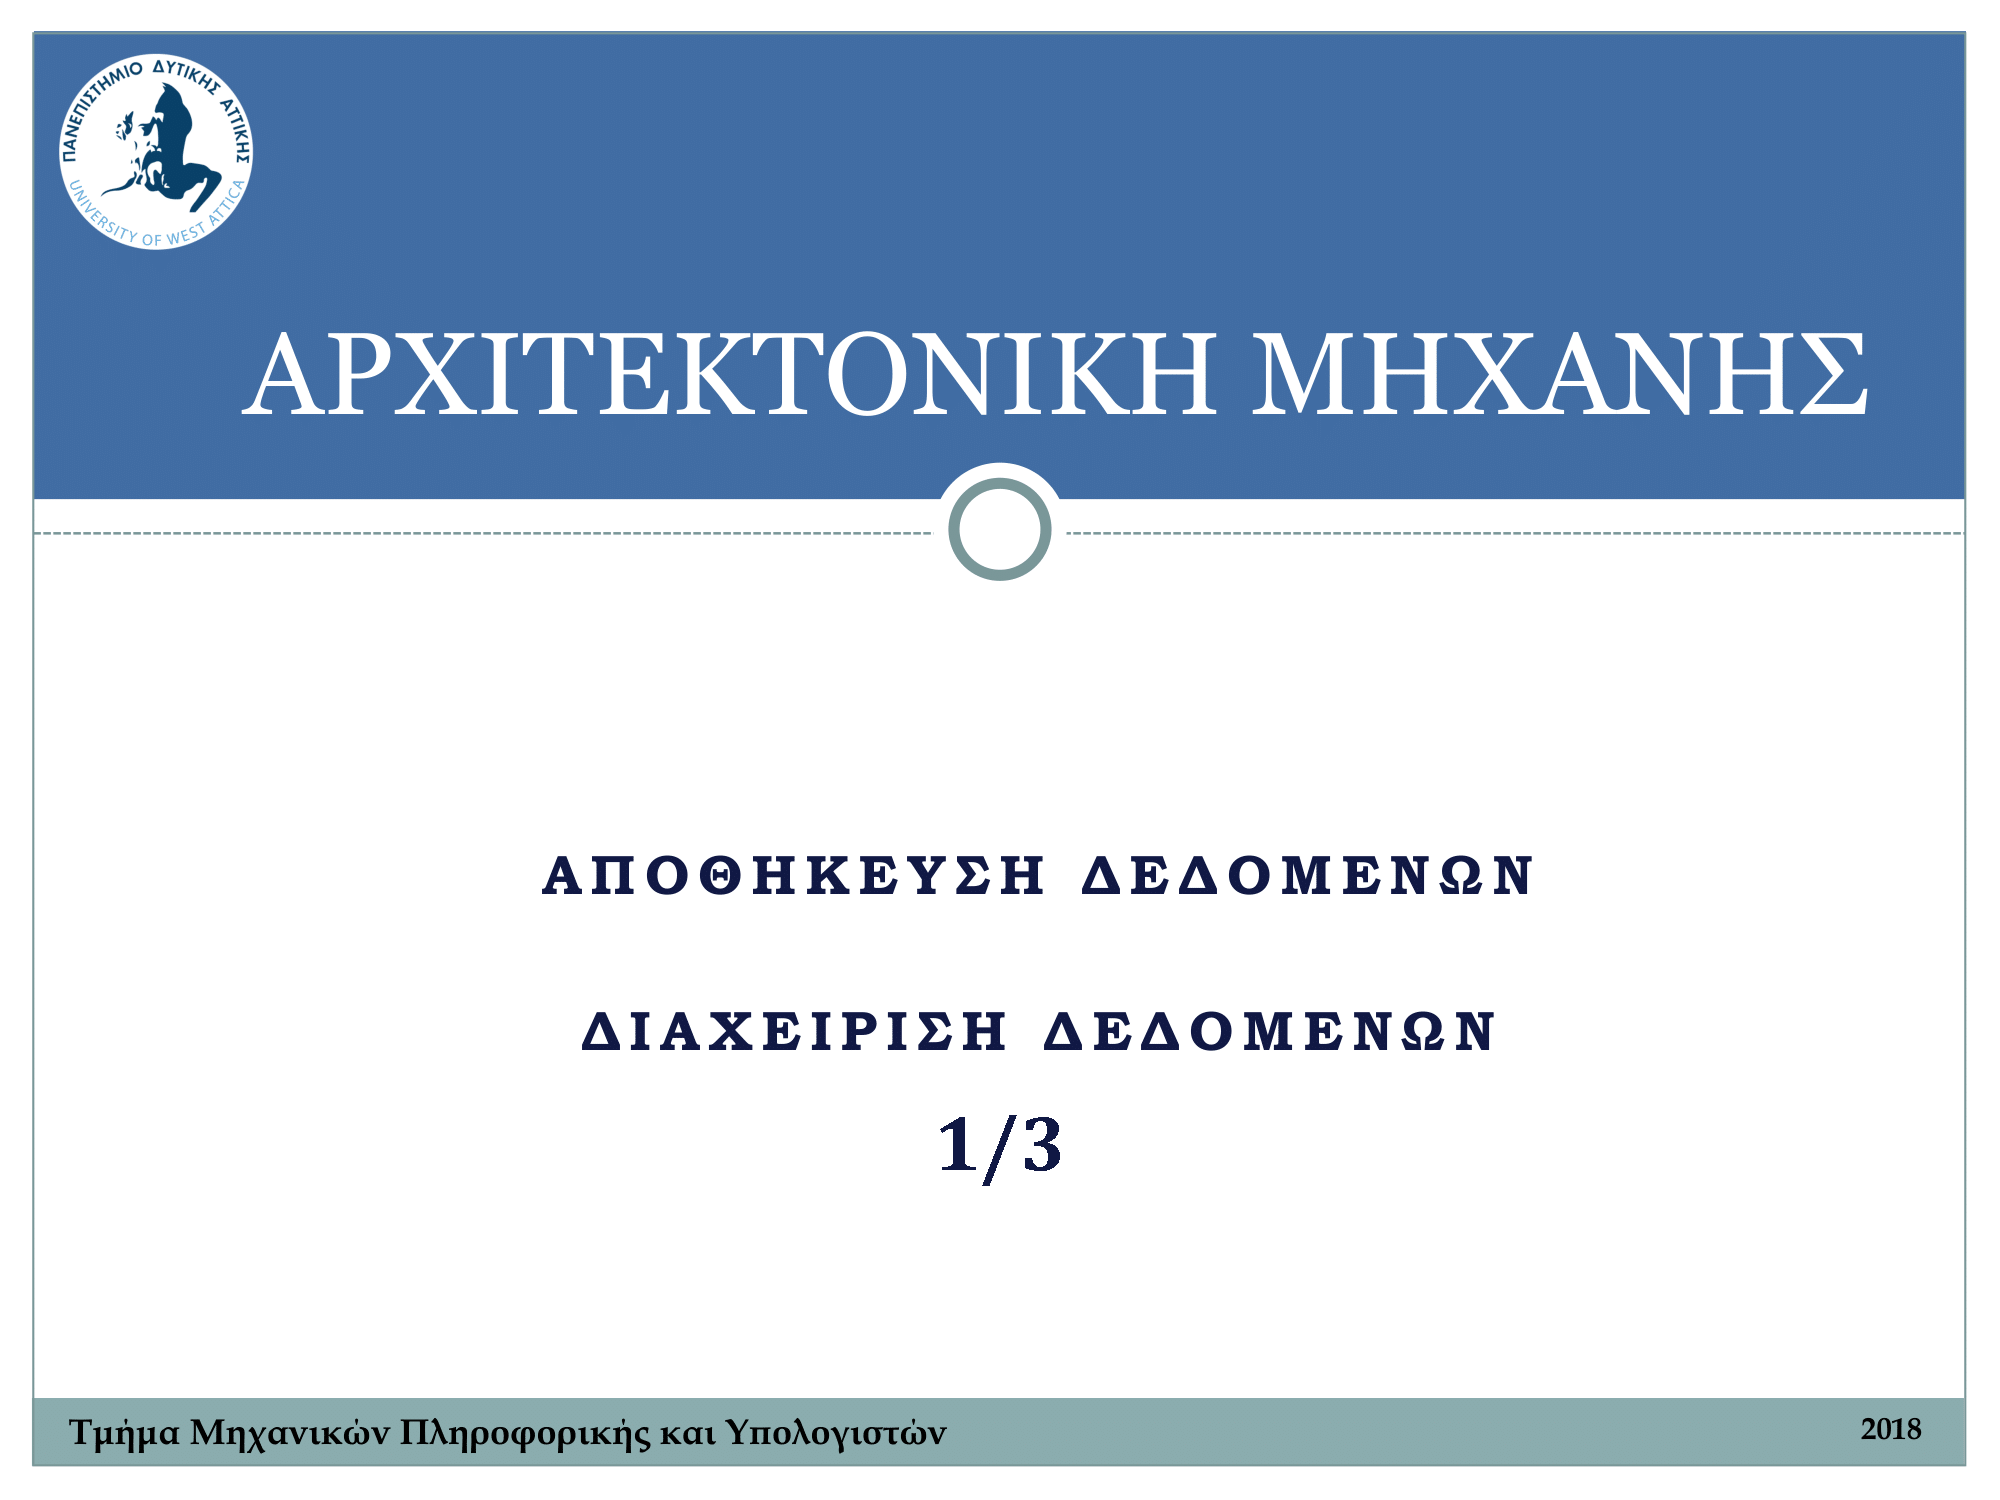 ΠΑΝΕΠΙΣΤΗΜΙΟ ΔΥΤΙΚΗΣ ΑΤΤΙΚΗΣ
UNIVERSITY OF WEST ATTICA
ΑΡΧΙΤΕΚΤΟΝΙΚΗ ΜΗΧΑΝΗΣ
ΑΠΟΘΗΚΕΥΣΗ ΔΕΔΟΜΕΝΩΝ
ΔΙΑΧΕΙΡΙΣΗ ΔΕΔΟΜΕΝΩΝ
1/3
Τμήμα Μηχανικών Πληροφορικής και Υπολογιστών
2018